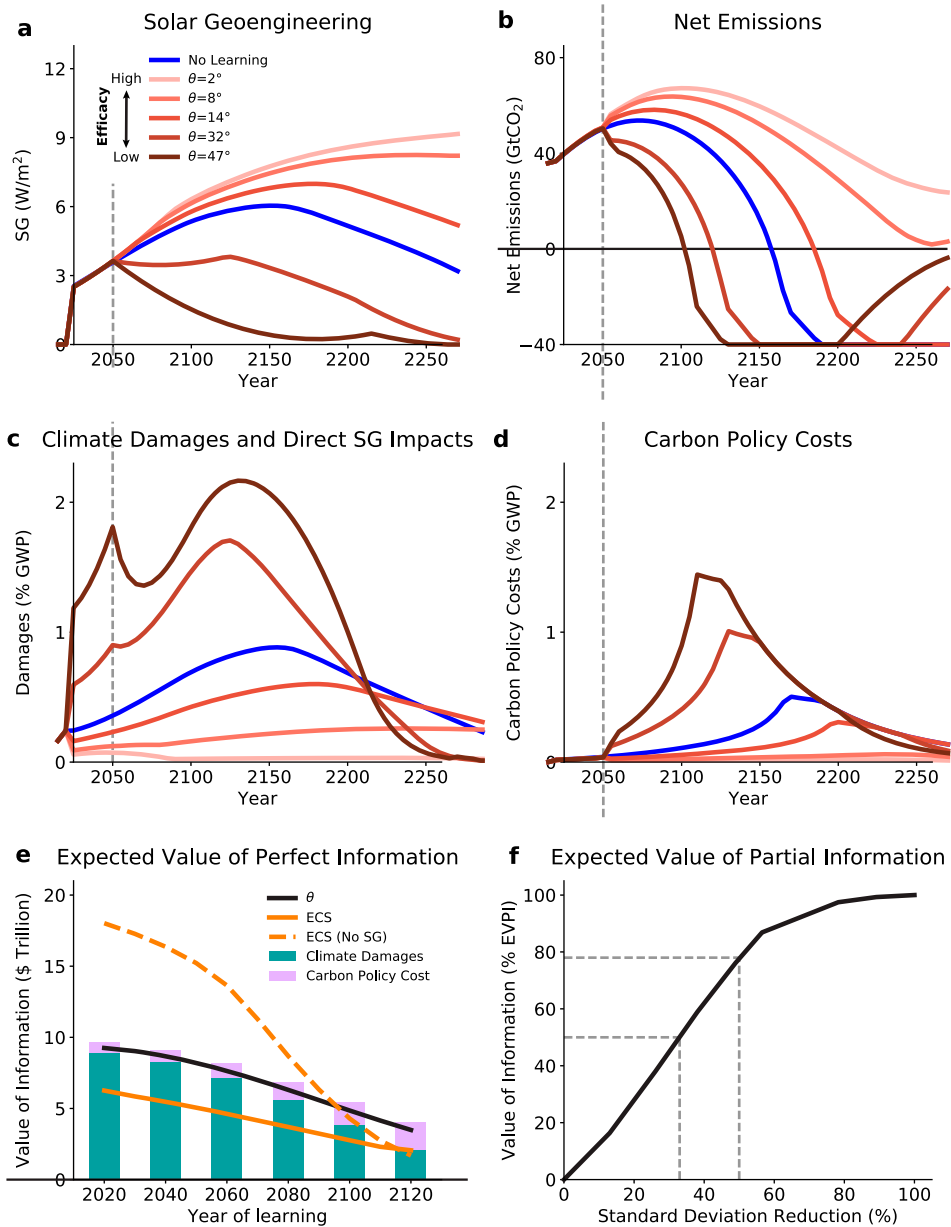 a Solar Geoengineering
SG (W/m²)
12
9
6
3
0
2050 2100 2150 2200 2250
Year
High
Efficacy
Low
No Learning
θ=2°
θ=8°
θ=14°
θ=32°
θ=47°
b Net Emissions
Net Emissions (GtCO₂)
80
40
0
−40
2050 2100 2150 2200 2250
Year
c Climate Damages and Direct SG Impacts
Damages (% GWP)
2
1
0
2050 2100 2150 2200 2250
Year
d Carbon Policy Costs
Carbon Policy Costs (% GWP)
2
1
0
2050 2100 2150 2200 2250
Year
e Expected Value of Perfect Information
Value of Information ($ Trillion)
20
15
10
5
0
2020 2040 2060 2080 2100 2120
Year of learning
θ
ECS
ECS (No SG)
Climate Damages
Carbon Policy Cost
f Expected Value of Partial Information
Value of Information (% EVPI)
100
80
60
40
20
0
0 20 40 60 80 100
Standard Deviation Reduction (%)